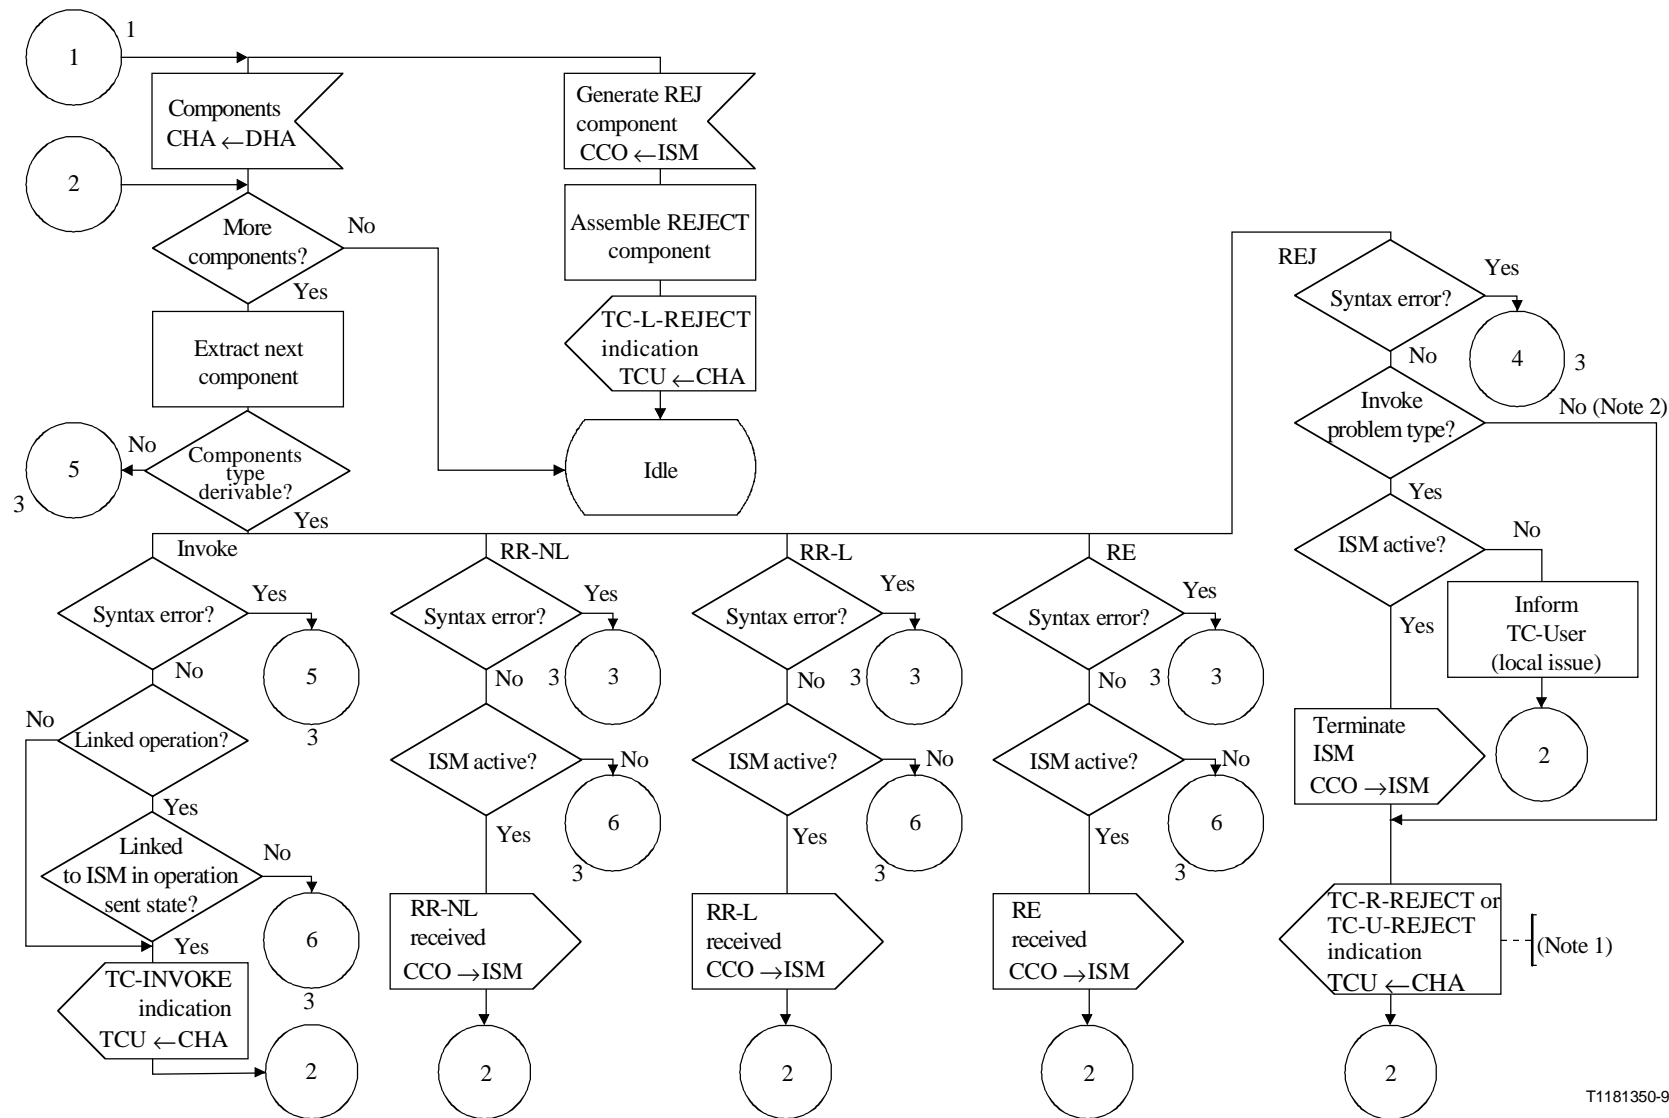 1
1
Components
CHA ←DHA
Generate REJ
component
CCO ←ISM
2
More
components?
No
Yes
Assemble REJECT
component
Extract next
component
TC-L-REJECT
indication
TCU ←CHA
5
3
No
Components
type
derivable?
Yes
Idle
REJ
Syntax error?
Yes
4
3
No
Invoke
problem type?
No (Note 2)
Yes
ISM active?
No
Inform
TC-User
(local issue)
2
Yes
Terminate
ISM
CCO →ISM
TC-R-REJECT or
TC-U-REJECT
indication
TCU ←CHA
(Note 1)
2
Invoke
Syntax error?
Yes
5
3
No
No
Linked operation?
Yes
Linked
to ISM in operation
sent state?
No
6
3
Yes
TC-INVOKE
indication
TCU ←CHA
2
RR-NL
Syntax error?
Yes
3
3
No
ISM active?
No
6
3
Yes
RR-NL
received
CCO →ISM
2
RR-L
Syntax error?
Yes
3
3
No
ISM active?
No
6
3
Yes
RR-L
received
CCO →ISM
2
RE
Syntax error?
Yes
3
3
No
ISM active?
No
6
3
Yes
RE
received
CCO →ISM
2
T1181350-9